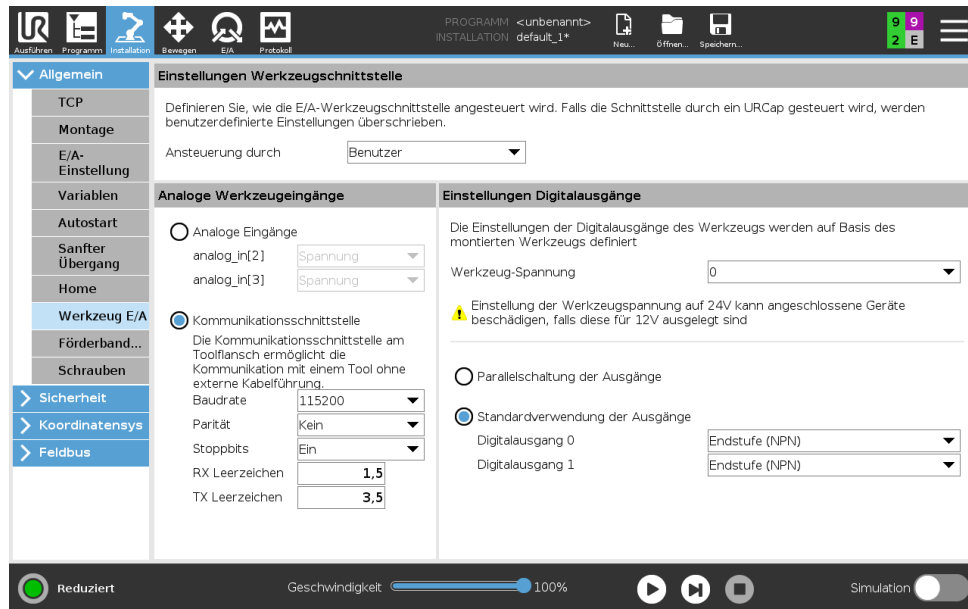 Ausführen
Programm
Installation
Bewegen
E/A
Protokoll
PROGRAMM <unbenannt>
INSTALLATION default_1*
Neu...
Öffnen...
Speichern...
9 9
2 E
Allgemein
TCP
Montage
E/A-
Einstellung
Variablen
Autostart
Sanfter
Übergang
Home
Werkzeug E/A
Förderband...
Schrauben
Sicherheit
Koordinatensys
Feldbus
Einstellungen Werkzeugschnittstelle
Definieren Sie, wie die E/A-Werkzeugschnittstelle angesteuert wird. Falls die Schnittstelle durch ein URCap gesteuert wird, werden
benutzerdefinierte Einstellungen überschrieben.
Ansteuerung durch Benutzer
Analoge Werkzeugeingänge
Analoge Eingänge
analog_in[2] Spannung
analog_in[3] Spannung
Kommunikationsschnittstelle
Die Kommunikationsschnittstelle am
Toolflansch ermöglicht die
Kommunikation mit einem Tool ohne
externe Kabelführung.
Baudrate 115200
Parität Kein
Stoppbits Ein
RX Leerzeichen 1,5
TX Leerzeichen 3,5
Einstellungen Digitalausgänge
Die Einstellungen der Digitalausgänge des Werkzeugs werden auf Basis des
montierten Werkzeugs definiert
Werkzeug-Spannung 0
Einstellung der Werkzeugspannung auf 24V kann angeschlossene Geräte
beschädigen, falls diese für 12V ausgelegt sind
Parallelschaltung der Ausgänge
Standardverwendung der Ausgänge
Digitalausgang 0 Endstufe (NPN)
Digitalausgang 1 Endstufe (NPN)
Reduziert
Geschwindigkeit 100%
Simulation